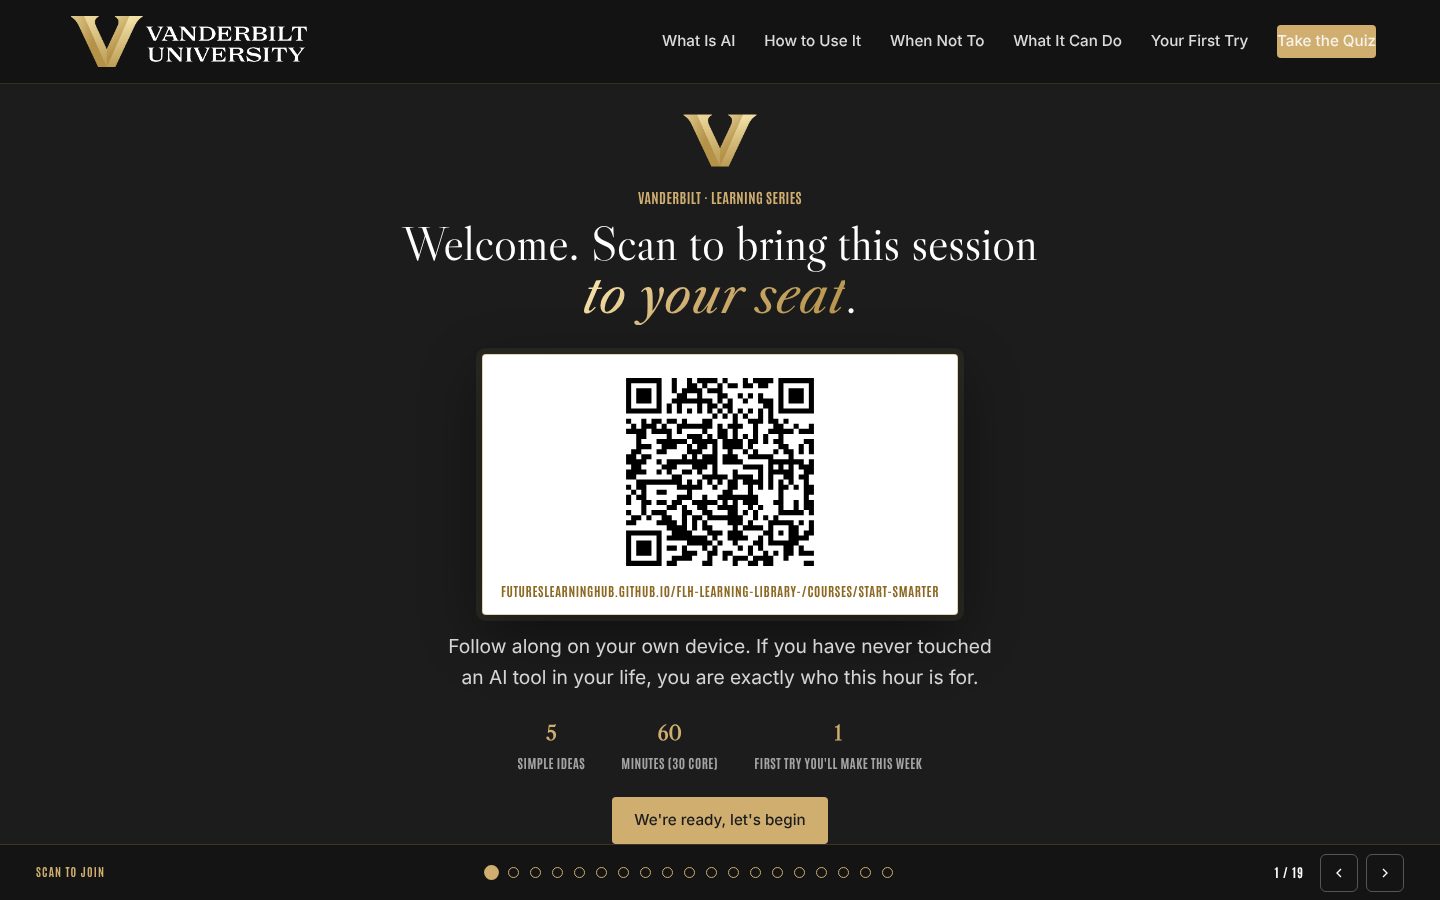 VANDERBILT
UNIVERSITY
What Is AI
How to Use It
When Not To
What It Can Do
Your First Try
Take the Quiz
VANDERBILT · LEARNING SERIES
Welcome. Scan to bring this session
to your seat.
FUTURESLEARNINGHUB.GITHUB.IO/FLH-LEARNING-LIBRARY-/COURSES/START-SMARTER
Follow along on your own device. If you have never touched
an AI tool in your life, you are exactly who this hour is for.
5
SIMPLE IDEAS
60
MINUTES (30 CORE)
1
FIRST TRY YOU'LL MAKE THIS WEEK
We're ready, let's begin
SCAN TO JOIN
1 / 19